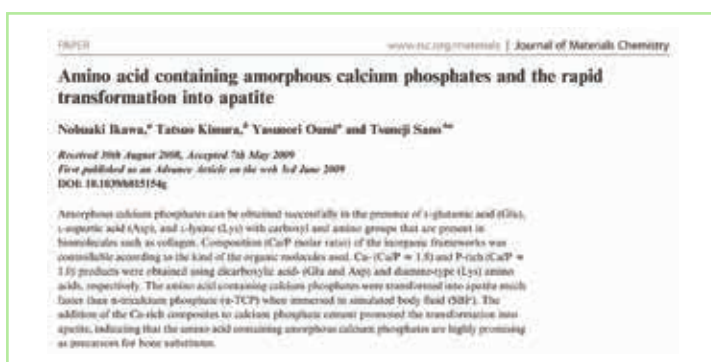 PAPER
www.rsc.org/materials | Journal of Materials Chemistry
Amino acid containing amorphous calcium phosphates and the rapid
transformation into apatite
Nobuaki Ikawa, Tatsuo Kimura, Yasunori Oumi and Tsuneji Sano
Received 30th August 2008, Accepted 7th May 2009
First published as an Advance Article on the web 3rd June 2009
DOI: 10.1039/b815154g
Amorphous calcium phosphates can be obtained successfully in the presence of L-glutamic acid (Glu),
L-aspartic acid (Asp), and L-lysine (Lys) with carboxyl and amino groups that are present in
biomolecules such as collagen. Composition (Ca/P molar ratio) of the inorganic frameworks was
controllable according to the kind of the organic molecules used. Ca- (Ca/P = 1.8) and P-rich (Ca/P =
1.0) products were obtained using dicarboxylic acid- (Glu and Asp) and diamine-type (Lys) amino
acids, respectively. The amino acid containing calcium phosphates were transformed into apatite much
faster than α-tricalcium phosphate (α-TCP) when immersed in simulated body fluid (SBF). The
addition of the Ca-rich composites to calcium phosphate cement promoted the transformation into
apatite, indicating that the amino acid containing amorphous calcium phosphates are highly promising
as precursors for bone substitutes.